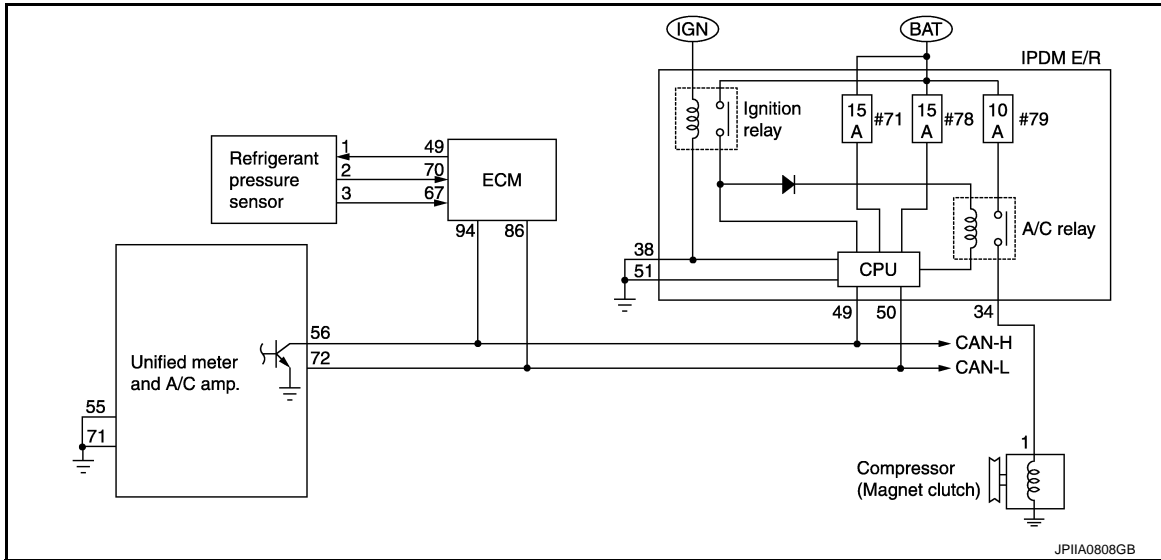 IGN
BAT
IPDM E/R
Ignition
relay
15
A
#71
15
A
#78
10
A
#79
Refrigerant
pressure
sensor
1
2
3
49
70
67
ECM
94
86
A/C relay
38
51
CPU
49
50
34
56
72
CAN-H
CAN-L
Unified meter
and A/C amp.
55
71
1
Compressor
(Magnet clutch)
JPIIA0808GB